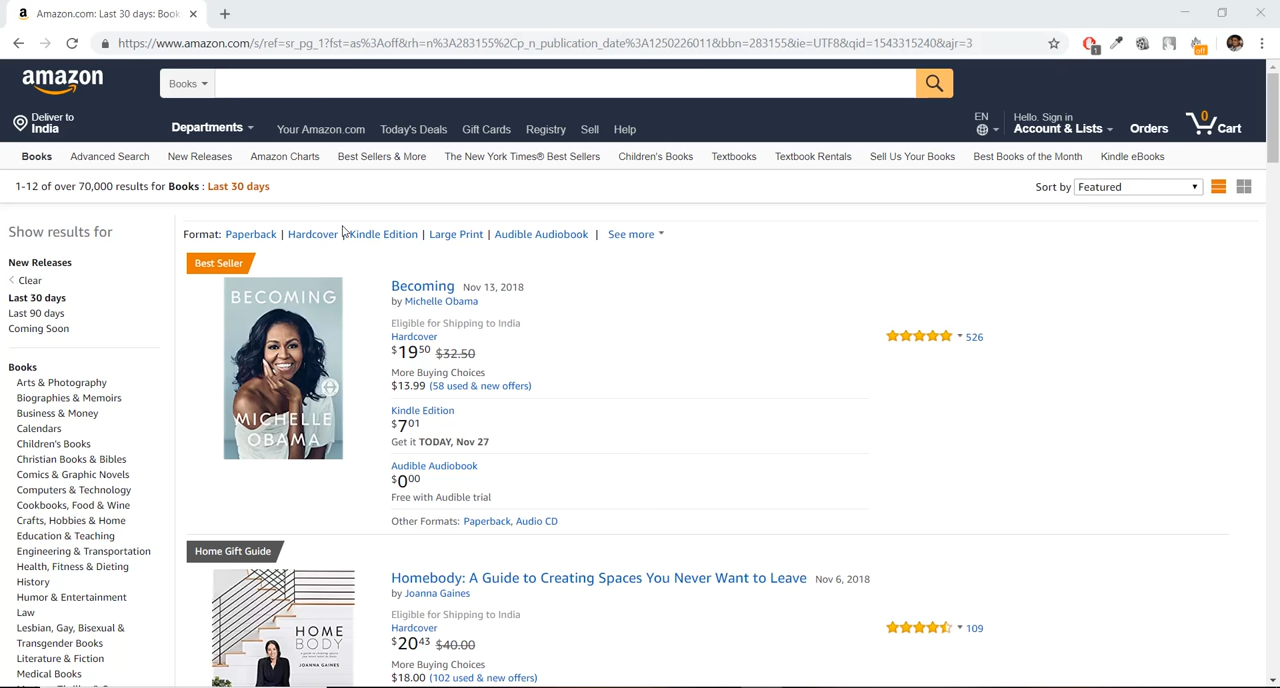 Amazon.com: Last 30 days: Book
https://www.amazon.com/s/ref=sr_pg_1?fst=as%3Aoff&rh=n%3A283155%2Cp_n_publication_date%3A1250226011&bbn=283155&ie=UTF8&qid=1543315240&ajr=3
1
off
amazon
Books
Deliver to
India
Departments
Your Amazon.com Today's Deals Gift Cards Registry Sell Help
EN
Hello. Sign in
Account & Lists
Orders
0
Cart
Books Advanced Search New Releases Amazon Charts Best Sellers & More The New York Times® Best Sellers Children's Books Textbooks Textbook Rentals Sell Us Your Books Best Books of the Month Kindle eBooks
1-12 of over 70,000 results for Books : Last 30 days
Sort by Featured
Show results for
New Releases
Clear
Last 30 days
Last 90 days
Coming Soon
Books
Arts & Photography
Biographies & Memoirs
Business & Money
Calendars
Children's Books
Christian Books & Bibles
Comics & Graphic Novels
Computers & Technology
Cookbooks, Food & Wine
Crafts, Hobbies & Home
Education & Teaching
Engineering & Transportation
Health, Fitness & Dieting
History
Humor & Entertainment
Law
Lesbian, Gay, Bisexual &
Transgender Books
Literature & Fiction
Medical Books
Format: Paperback | Hardcover Kindle Edition | Large Print | Audible Audiobook | See more
Best Seller
BECOMING
MICHELLE
OBAMA
Becoming Nov 13, 2018
by Michelle Obama
Eligible for Shipping to India
Hardcover
$19 50 $32.50
More Buying Choices
$13.99 (58 used & new offers)
Kindle Edition
$7 01
Get it TODAY, Nov 27
Audible Audiobook
$0 00
Free with Audible trial
Other Formats: Paperback, Audio CD
526
Home Gift Guide
HOME
BODY
JOANNA GAINES
Homebody: A Guide to Creating Spaces You Never Want to Leave Nov 6, 2018
by Joanna Gaines
Eligible for Shipping to India
Hardcover
$20 43 $40.00
More Buying Choices
$18.00 (102 used & new offers)
109